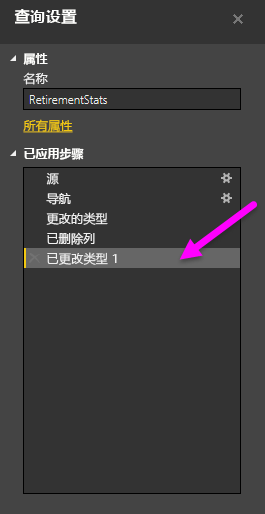 查询设置
属性
名称
RetirementStats
所有属性
已应用步骤
源
导航
更改的类型
已删除列
已更改类型 1